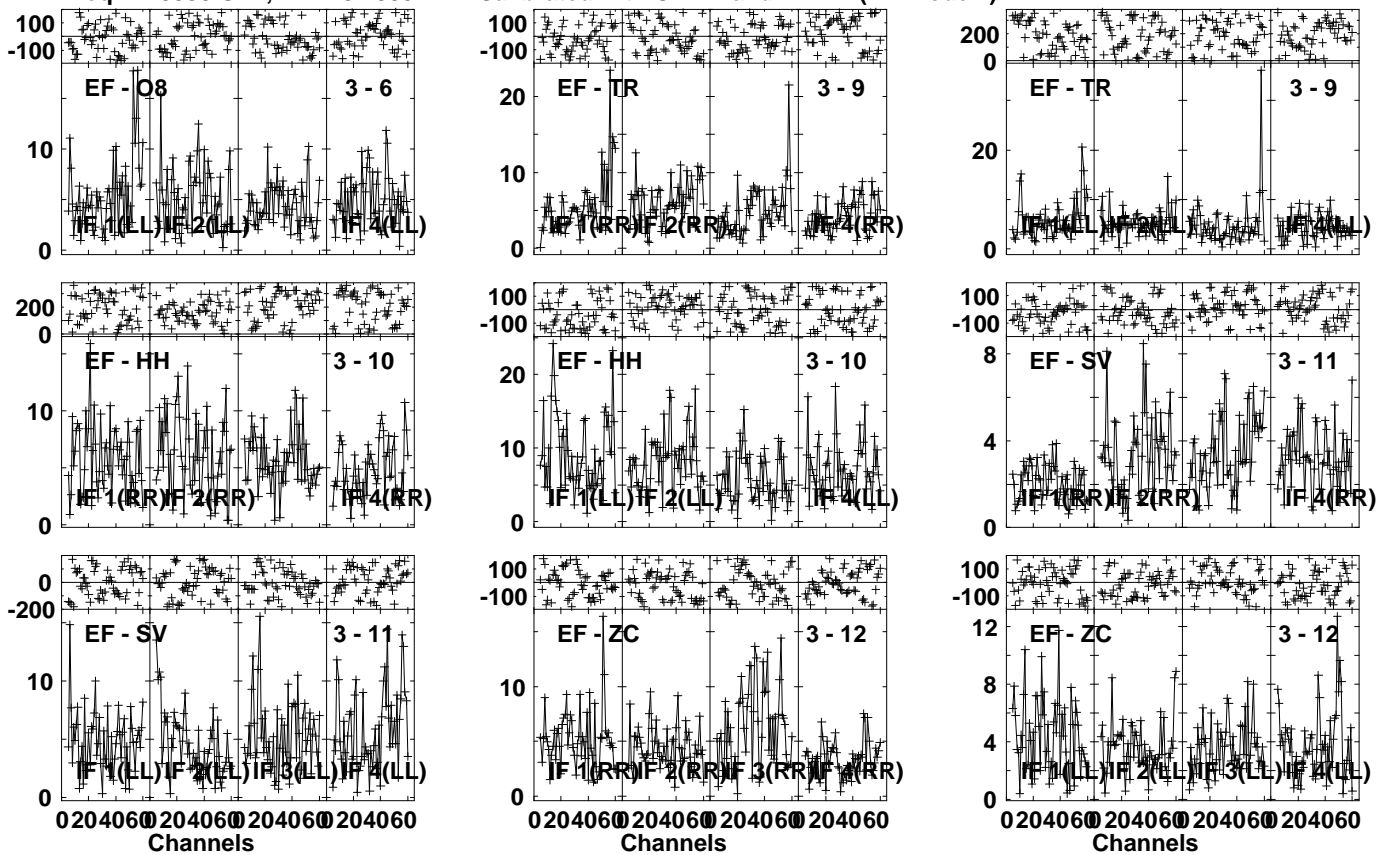 100
-100
EF - O8 3 - 6
10
0
IF 1(LL) IF 2(LL) IF 4(LL)
100
-100
EF - TR 3 - 9
20
10
0
IF 1(RR) IF 2(RR) IF 4(RR)
200
0
EF - TR 3 - 9
20
0
IF 1(LL) IF 2(LL) IF 4(LL)
200
0
EF - HH 3 - 10
10
0
IF 1(RR) IF 2(RR) IF 4(RR)
100
-100
EF - HH 3 - 10
20
10
0
IF 1(LL) IF 2(LL) IF 4(LL)
100
-100
EF - SV 3 - 11
8
4
0
IF 1(RR) IF 2(RR) IF 4(RR)
0
-200
EF - SV 3 - 11
10
0
IF 1(LL) IF 2(LL) IF 3(LL) IF 4(LL)
0 20 40 60 0 20 40 60 0 20 40 60 0 20 40 60
Channels
100
-100
EF - ZC 3 - 12
10
0
IF 1(RR) IF 2(RR) IF 3(RR) IF 4(RR)
0 20 40 60 0 20 40 60 0 20 40 60 0 20 40 60
Channels
100
-100
EF - ZC 3 - 12
12
8
4
0
IF 1(LL) IF 2(LL) IF 3(LL) IF 4(LL)
0 20 40 60 0 20 40 60 0 20 40 60 0 20 40 60
Channels